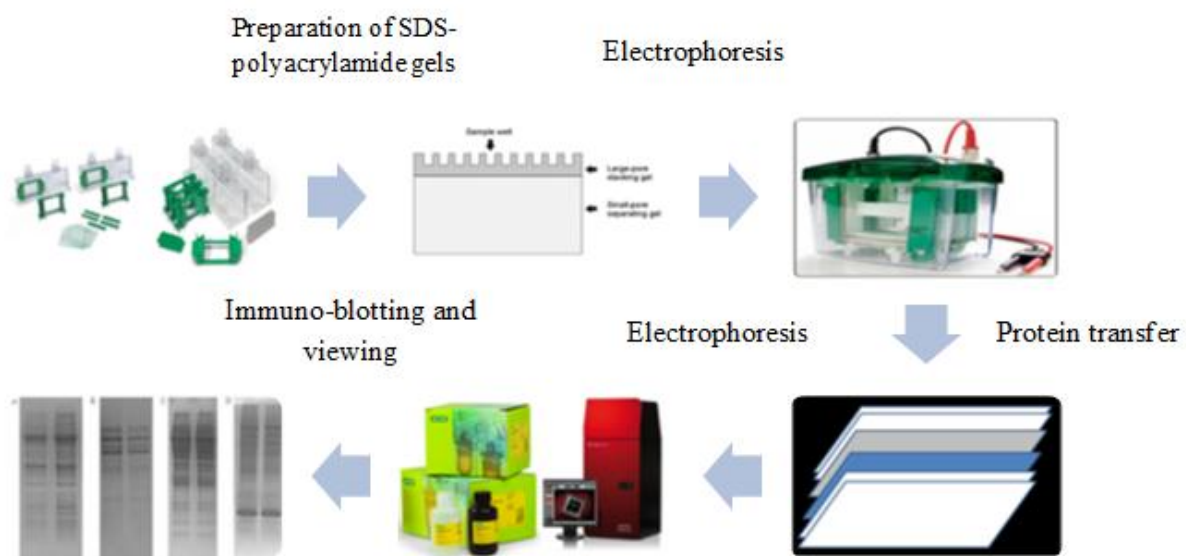 Preparation of SDS-
polyacrylamide gels
Electrophoresis
Sample well
Large-pore
stacking gel
Small-pore
separating gel
Immuno-blotting and
viewing
Electrophoresis
Protein transfer
A
B
C
D